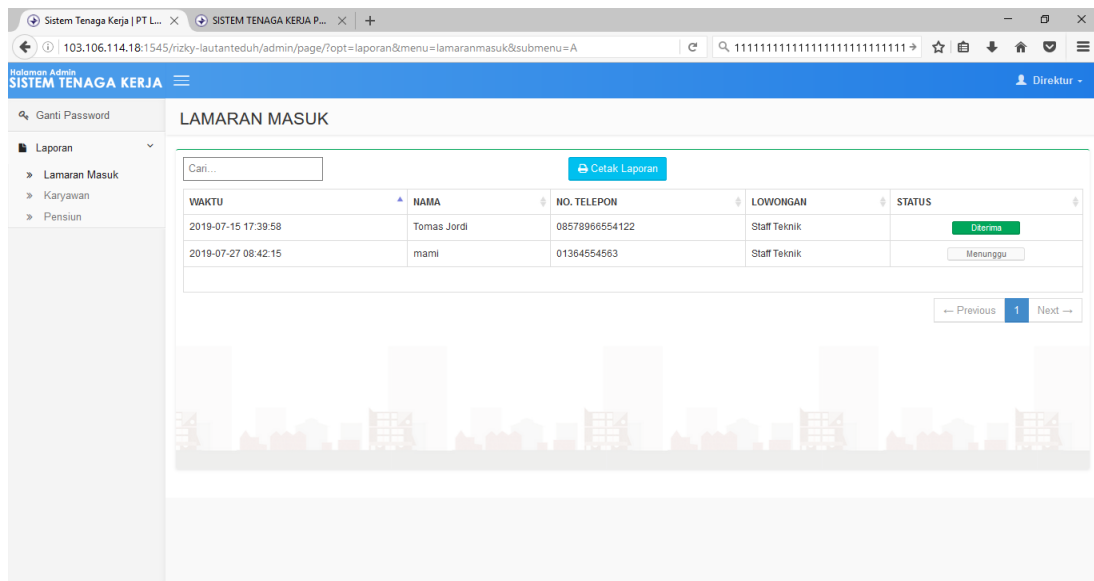 Sistem Tenaga Kerja | PT L... SISTEM TENAGA KERJA P...
103.106.114.18:1545/rizky-lautanteduh/admin/page/?opt=laporan&menu=lamaranmasuk&submenu=A
Halaman Admin
SISTEM TENAGA KERJA
Direktur
Ganti Password
Laporan
Lamaran Masuk
Karyawan
Pensiun
LAMARAN MASUK
Cari... Cetak Laporan
WAKTU NAMA NO. TELEPON LOWONGAN STATUS
2019-07-15 17:39:58 Tomas Jordi 08578966554122 Staff Teknik Diterima
2019-07-27 08:42:15 mami 01364554563 Staff Teknik Menunggu
← Previous 1 Next →